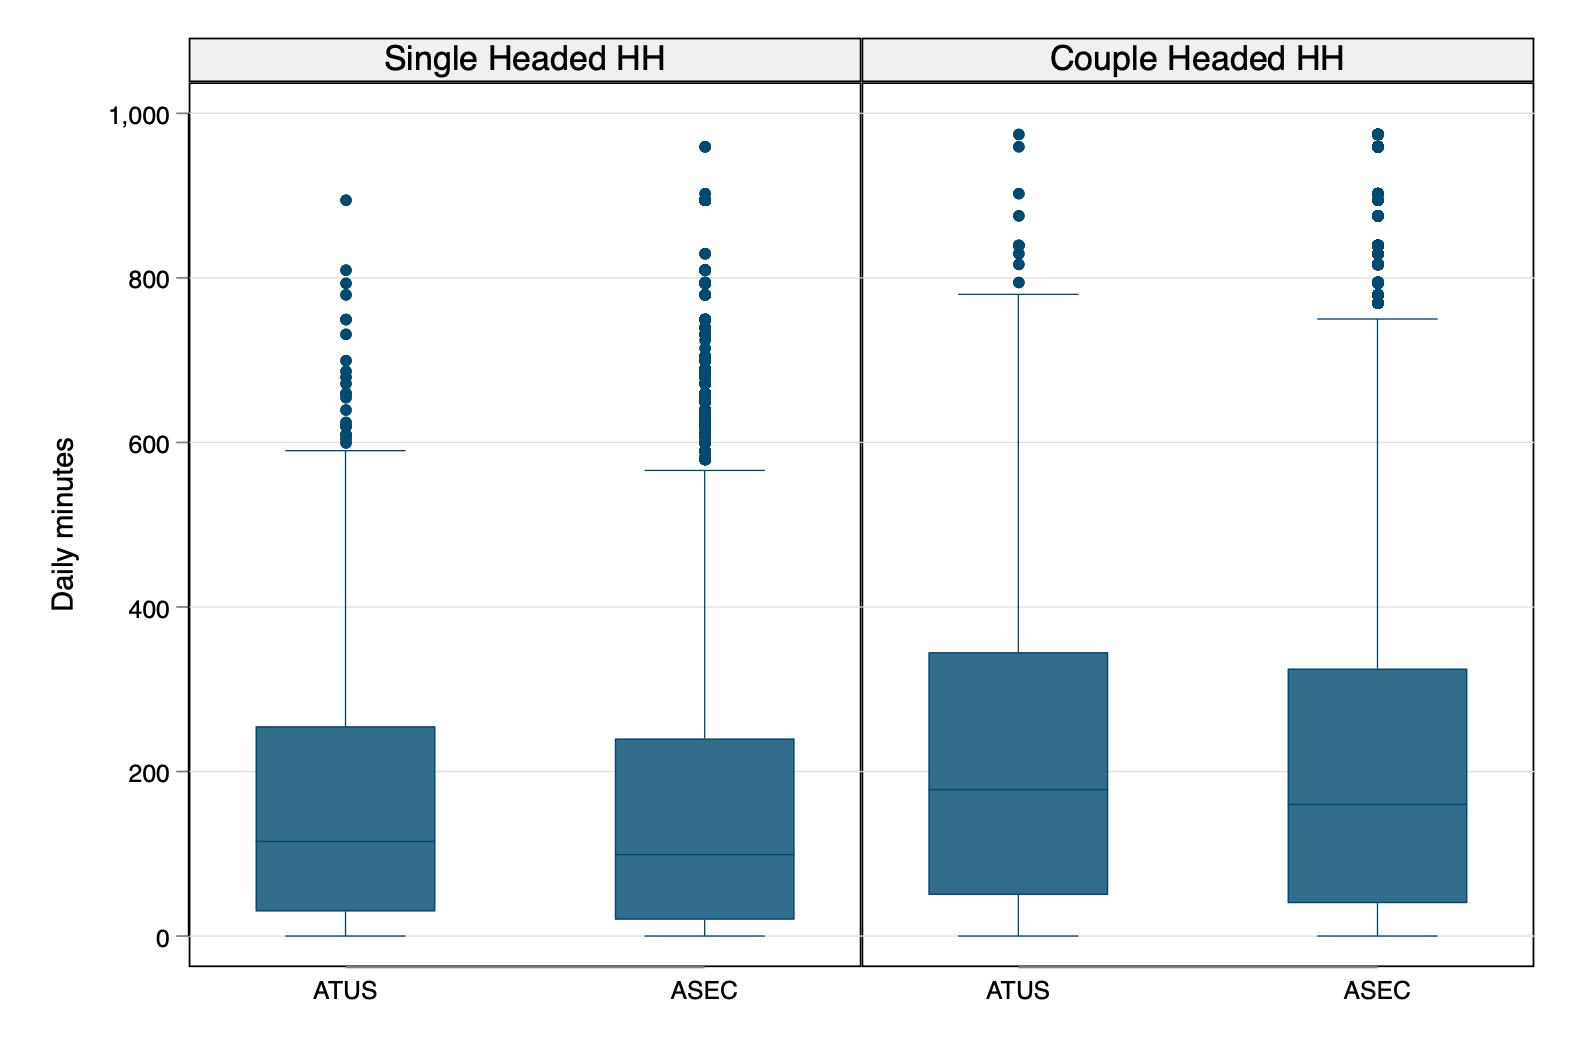 Single Headed HH
Couple Headed HH
1,000
800
600
400
200
0
Daily minutes
ATUS
ASEC
ATUS
ASEC